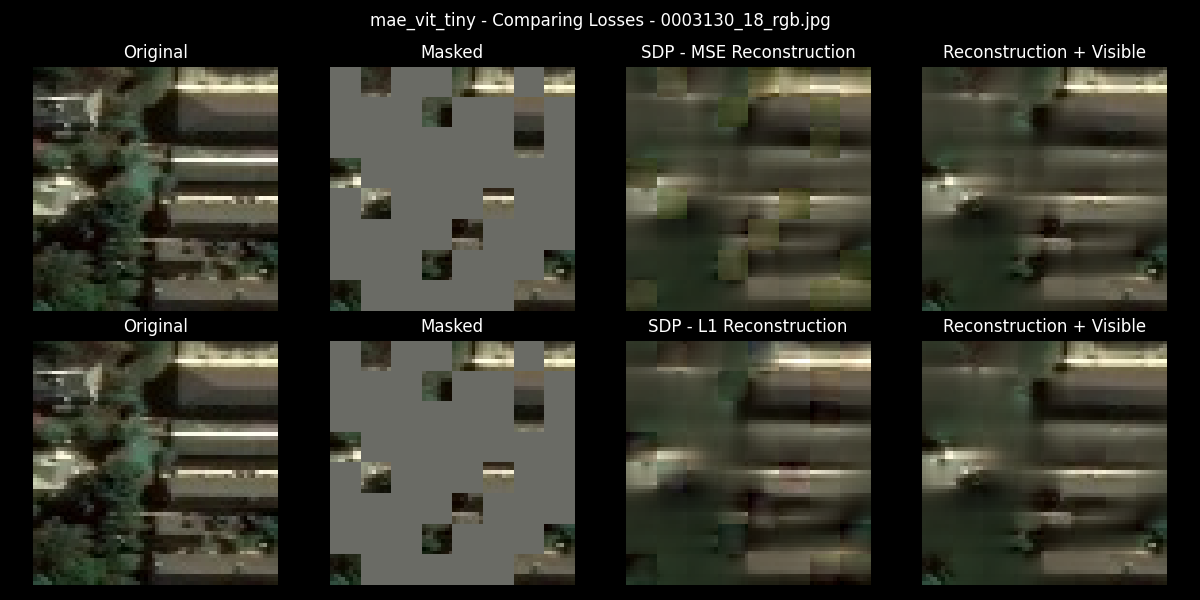 mae_vit_tiny - Comparing Losses - 0003130_18_rgb.jpg
Original
Masked
SDP - MSE Reconstruction
Reconstruction + Visible
Original
Masked
SDP - L1 Reconstruction
Reconstruction + Visible